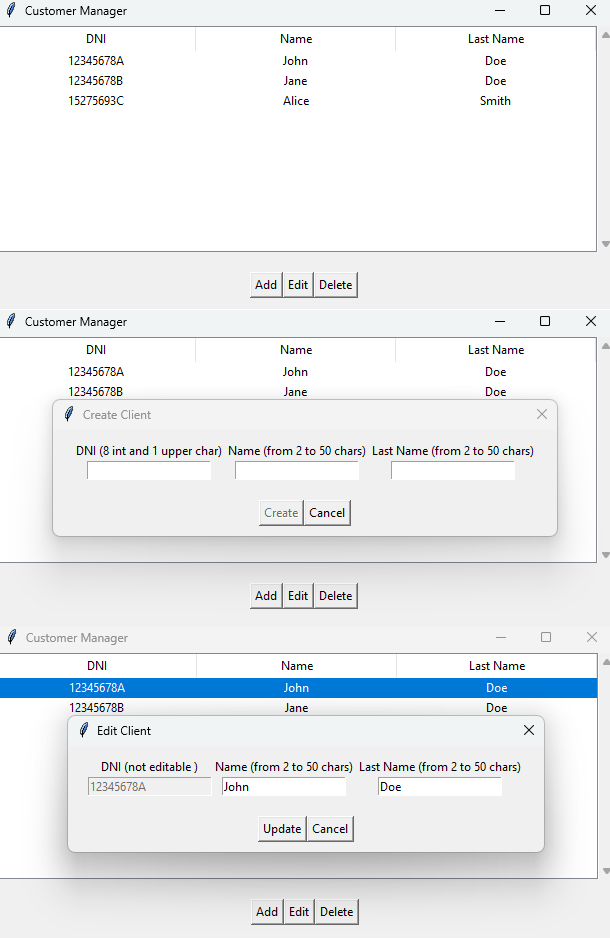 Customer Manager
DNI Name Last Name
12345678A John Doe
12345678B Jane Doe
15275693C Alice Smith
Add Edit Delete
Customer Manager
DNI Name Last Name
12345678A John Doe
12345678B Jane Doe
Create Client
DNI (8 int and 1 upper char) Name (from 2 to 50 chars) Last Name (from 2 to 50 chars)
Create Cancel
Add Edit Delete
Customer Manager
DNI Name Last Name
12345678A John Doe
12345678B Jane Doe
Edit Client
DNI (not editable ) Name (from 2 to 50 chars) Last Name (from 2 to 50 chars)
12345678A John Doe
Update Cancel
Add Edit Delete